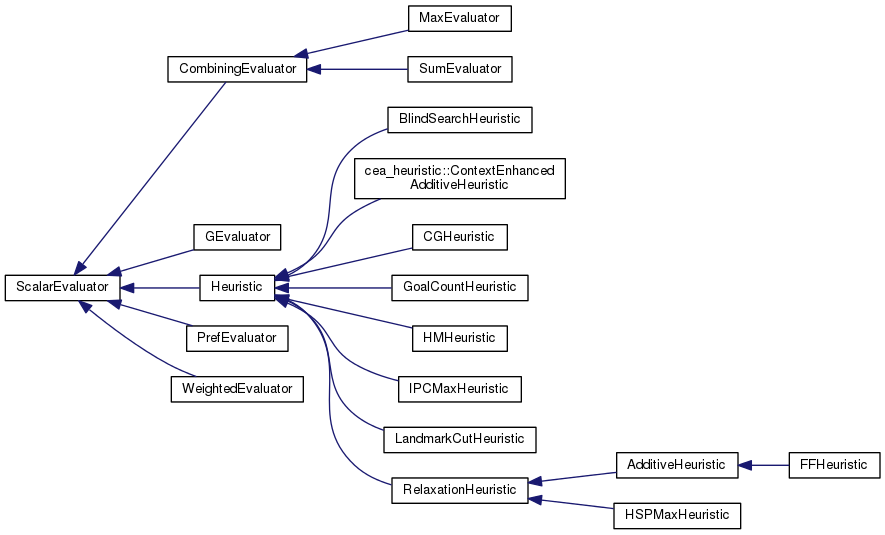 MaxEvaluator
CombiningEvaluator
SumEvaluator
BlindSearchHeuristic
cea_heuristic::ContextEnhanced
AdditiveHeuristic
GEvaluator
CGHeuristic
ScalarEvaluator
Heuristic
GoalCountHeuristic
PrefEvaluator
HMHeuristic
WeightedEvaluator
IPCMaxHeuristic
LandmarkCutHeuristic
RelaxationHeuristic
AdditiveHeuristic
FFHeuristic
HSPMaxHeuristic